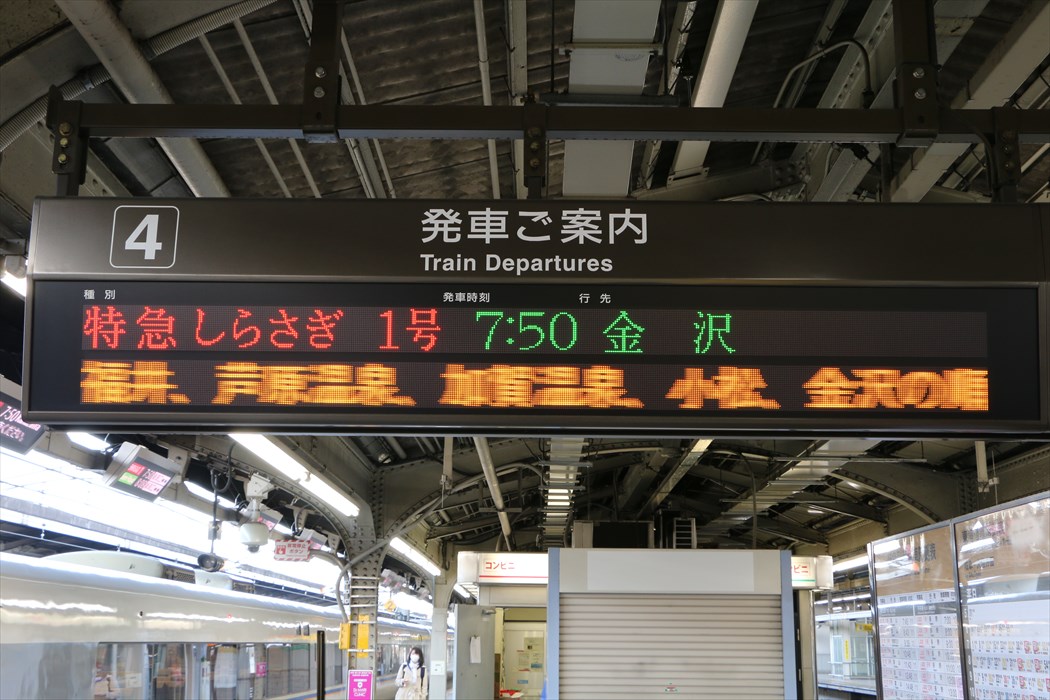 4
発車ご案内
Train Departures
種別 発車時刻 行先
特急 しらさぎ 1号 7:50 金沢
福井、芦原温泉、加賀温泉、小松、金沢の順
コンビニ